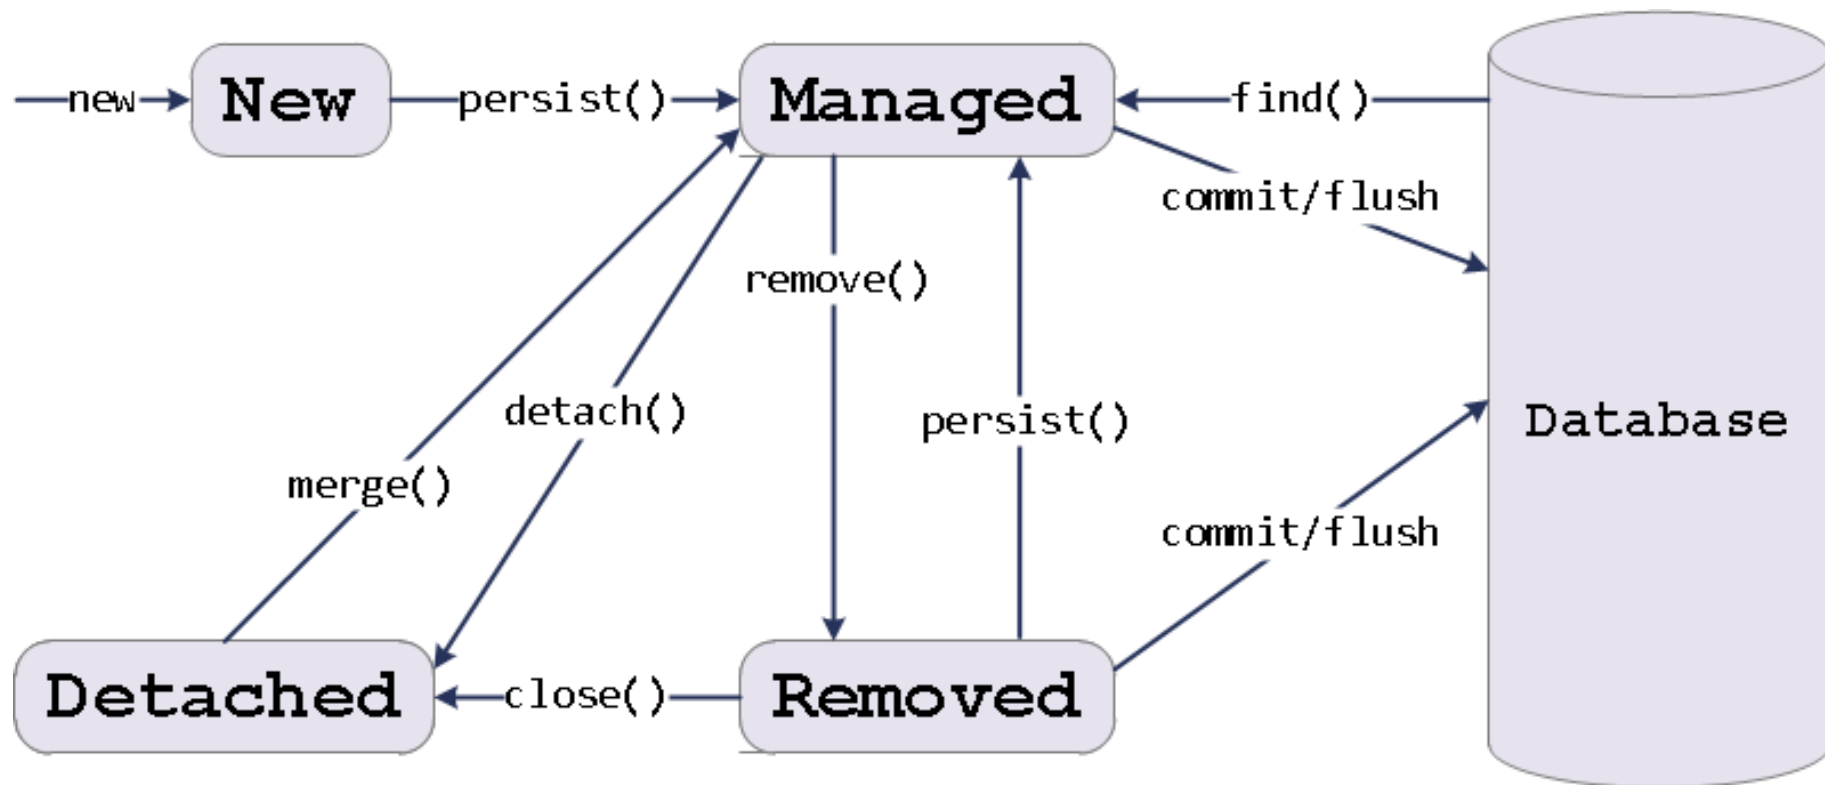 new
New
persist()
Managed
find()
commit/flush
remove()
detach()
persist()
Database
merge()
commit/flush
Detached
close()
Removed